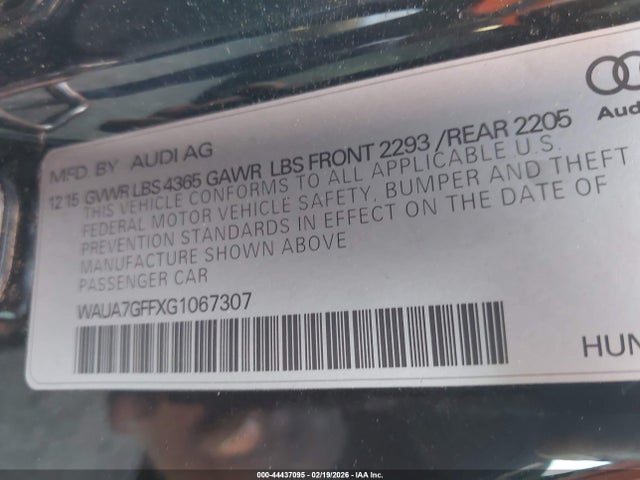 Audi
MFD. BY AUDI AG
12 15 GVWR LBS 4365 GAWR LBS FRONT 2293 /REAR 2205
THIS VEHICLE CONFORMS TO ALL APPLICABLE U.S.
FEDERAL MOTOR VEHICLE SAFETY, BUMPER AND THEFT
PREVENTION STANDARDS IN EFFECT ON THE DATE OF
MANUFACTURE SHOWN ABOVE
PASSENGER CAR
WAUA7GFFXG1067307
HUN
000-44437095 - 02/19/2026 - IAA Inc.